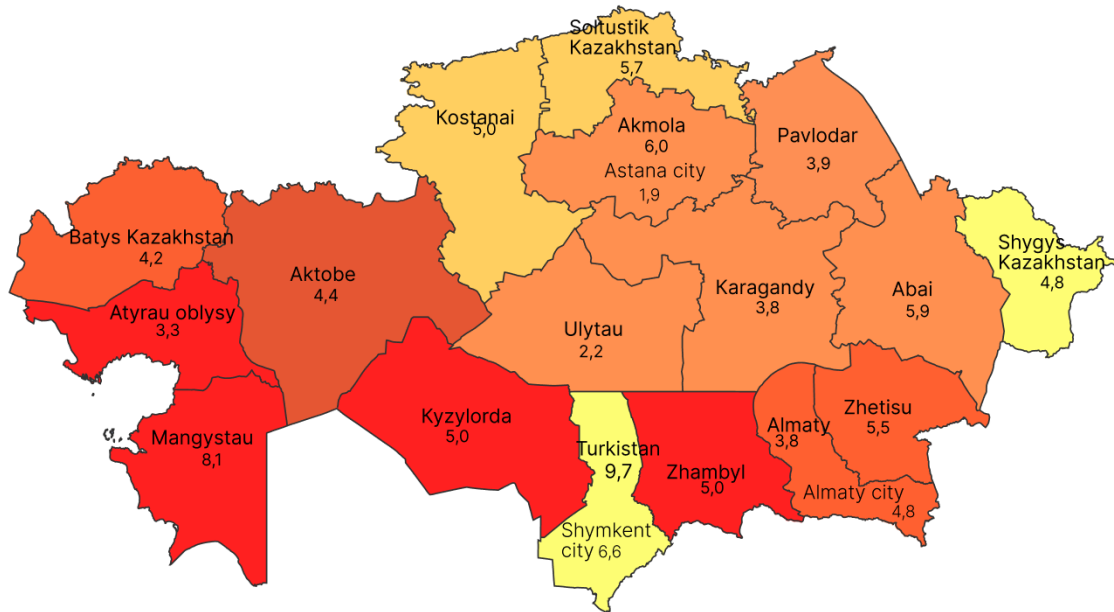 Soltustik
Kazakhstan
5,7
Kostanai
5,0
Akmola
6,0
Astana city
1,9
Pavlodar
3,9
Batys Kazakhstan
4,2
Aktobe
4,4
Atyrau oblysy
3,3
Ulytau
2,2
Karagandy
3,8
Abai
5,9
Shygys
Kazakhstan
4,8
Mangystau
8,1
Kyzylorda
5,0
Turkistan
9,7
Shymkent
city 6,6
Zhambyl
5,0
Almaty
3,8
Zhetisu
5,5
Almaty city
4,8